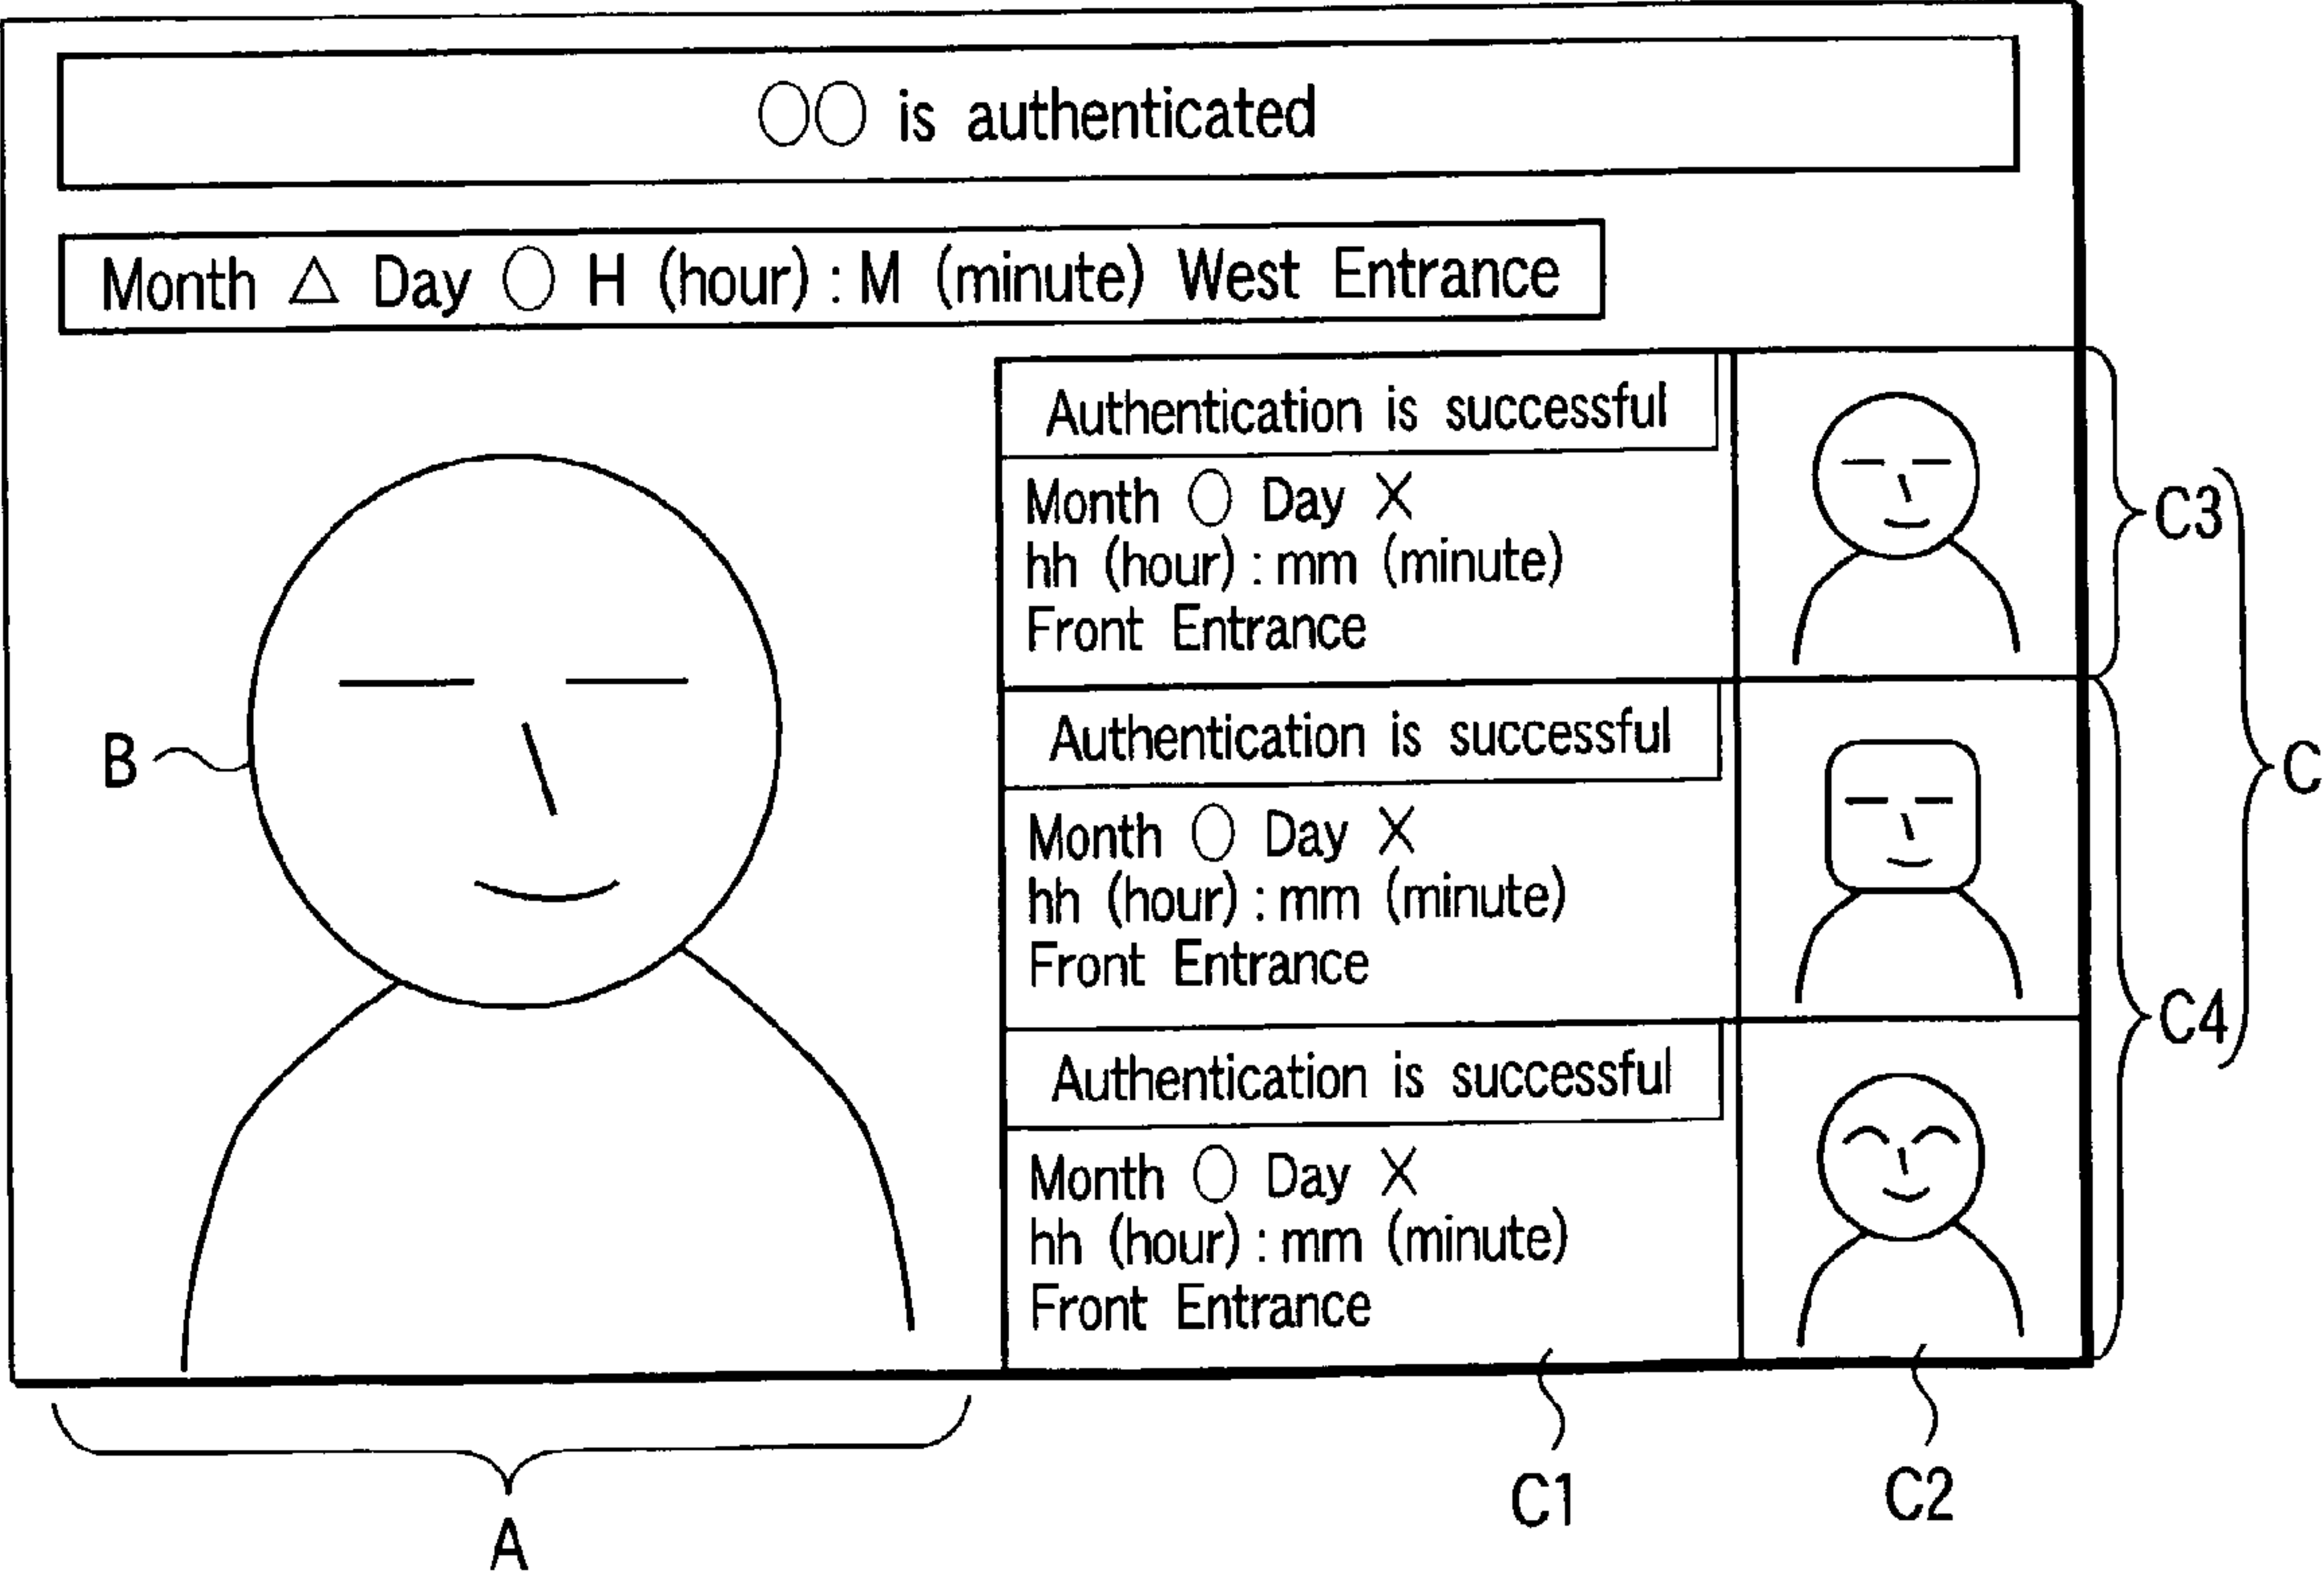 ○○ is authenticated
Month △ Day ○ H (hour) : M (minute) West Entrance
Authentication is successful
Month ○ Day X
hh (hour) : mm (minute)
Front Entrance
C3
Authentication is successful
Month ○ Day X
hh (hour) : mm (minute)
Front Entrance
B
C
C4
Authentication is successful
Month ○ Day X
hh (hour) : mm (minute)
Front Entrance
A
C1
C2